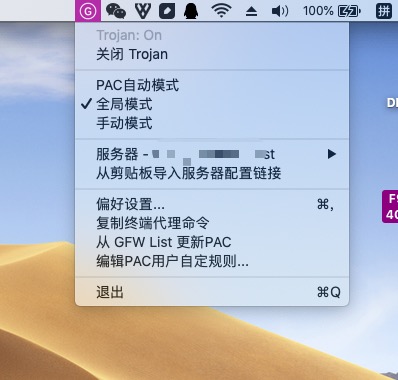 G 100% 拼
Trojan: On
关闭 Trojan
PAC自动模式
✓ 全局模式
手动模式
服务器 - st ▶
从剪贴板导入服务器配置链接
偏好设置... ⌘,
复制终端代理命令
从 GFW List 更新PAC
编辑PAC用户自定规则...
退出 ⌘Q